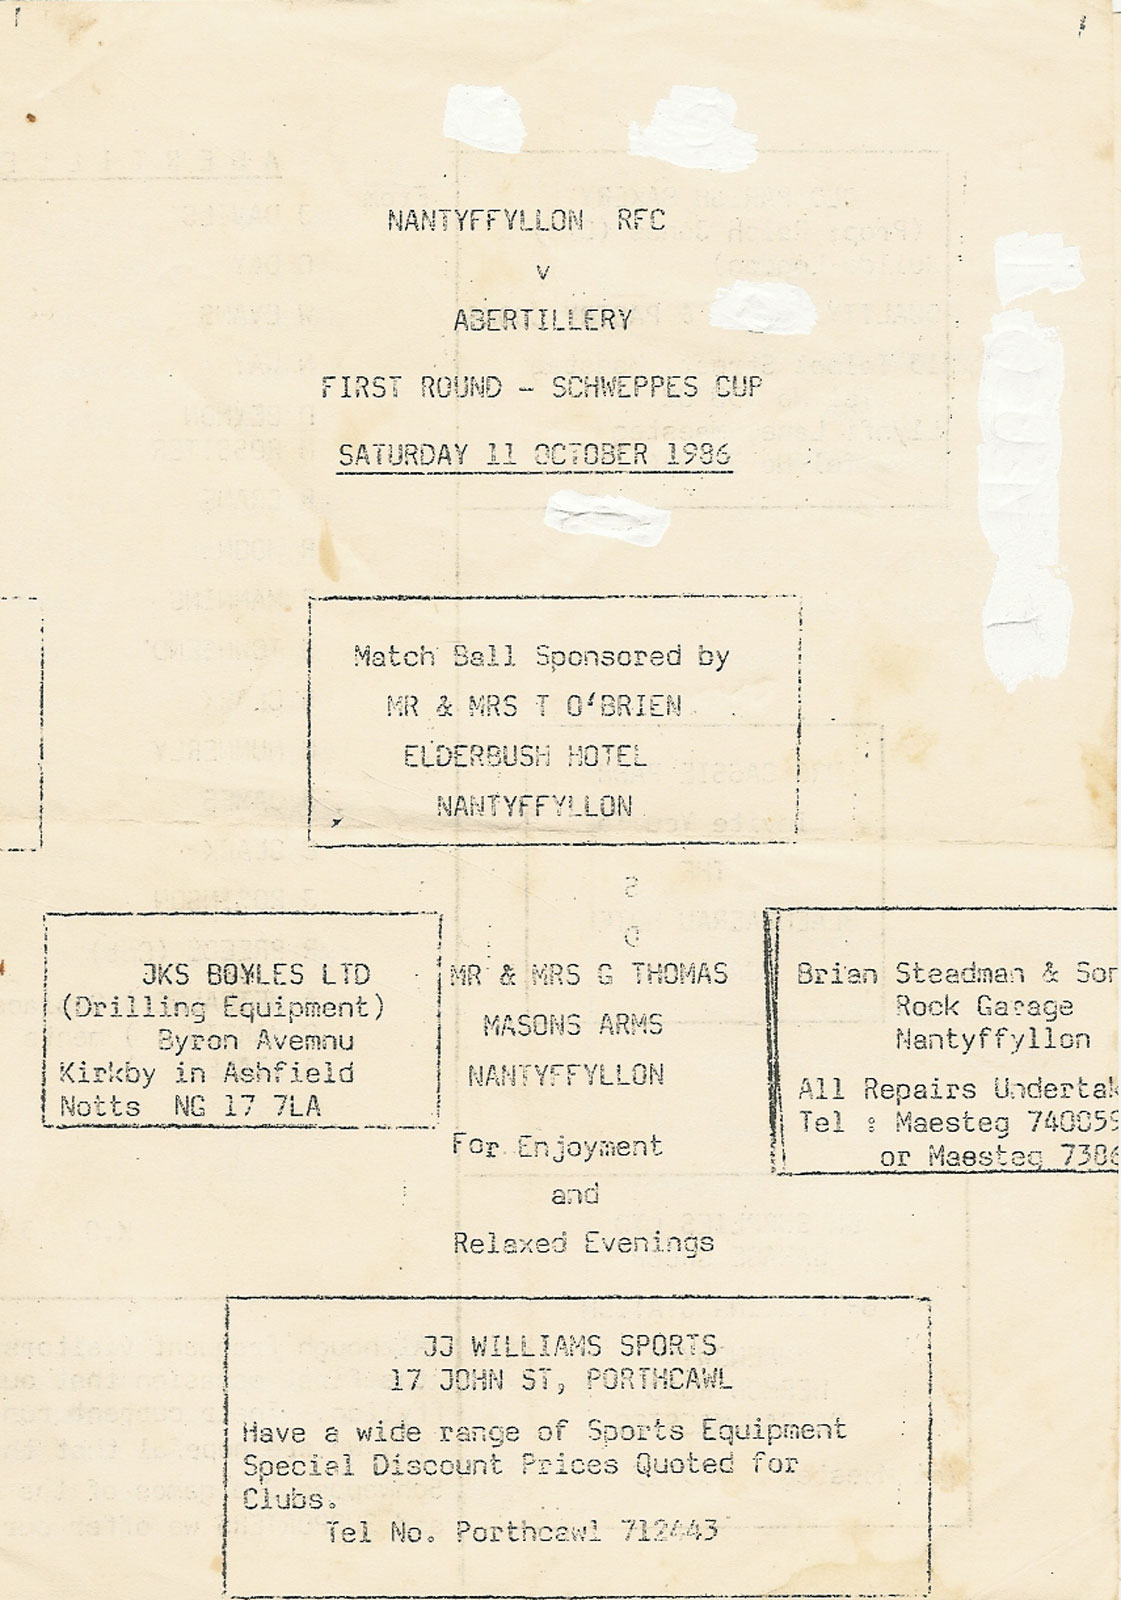 NANTYFFYLLON RFC
v
ABERTILLERY
FIRST ROUND - SCHWEPPES CUP
SATURDAY 11 OCTOBER 1986
Match Ball Sponsored by
MR & MRS T O'BRIEN
ELDERBUSH HOTEL
NANTYFFYLLON
JKS BOYLES LTD
(Drilling Equipment)
Byron Avemnu
Kirkby in Ashfield
Notts NG 17 7LA
MR & MRS G THOMAS
MASONS ARMS
NANTYFFYLLON
For Enjoyment
and
Relaxed Evenings
Brian Steadman & Son
Rock Garage
Nantyffyllon
All Repairs Undertak
Tel : Maesteg 740059
or Maesteg 7386
JJ WILLIAMS SPORTS
17 JOHN ST, PORTHCAWL
Have a wide range of Sports Equipment
Special Discount Prices Quoted for
Clubs.
Tel No. Porthcawl 712443